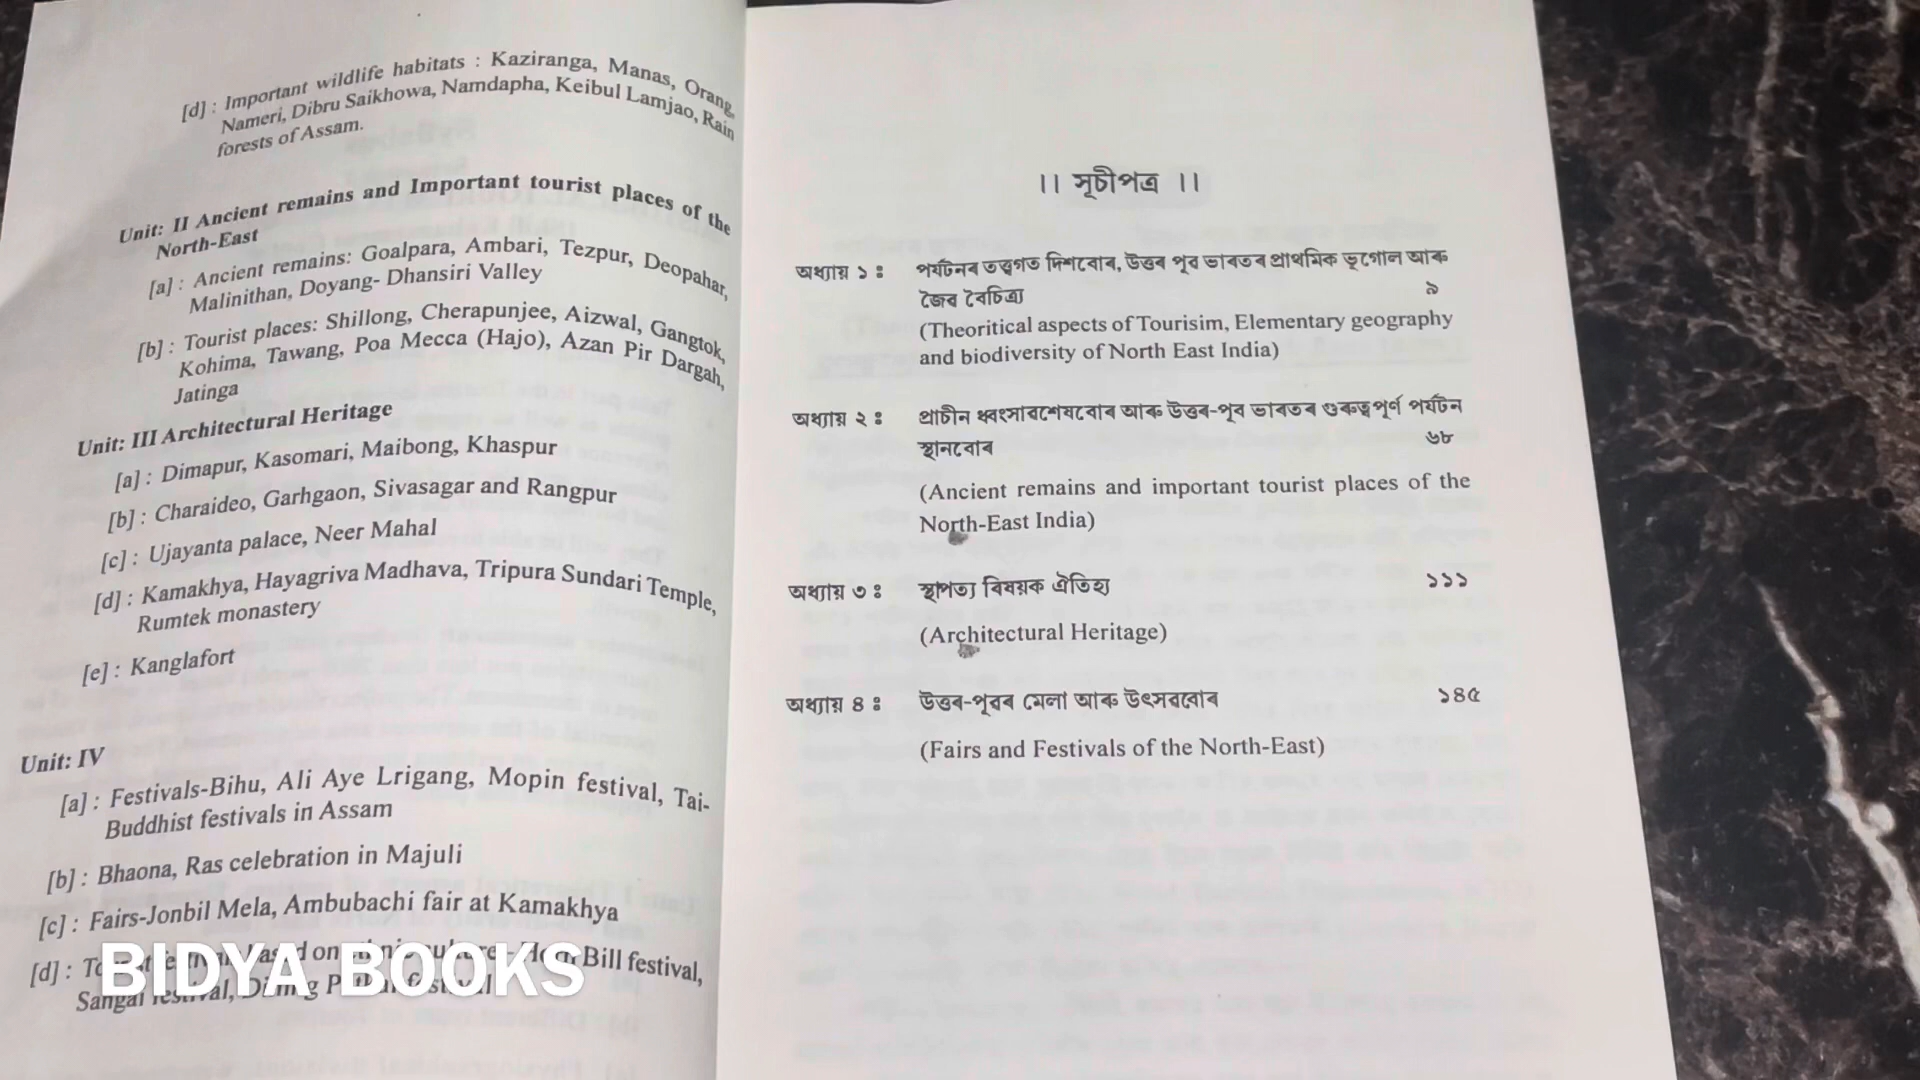 [d] : Important wildlife habitats : Kaziranga, Manas, Orang,
Nameri, Dibru Saikhowa, Namdapha, Keibul Lamjao, Rain
forests of Assam.
Unit: II Ancient remains and Important tourist places of the
North-East
[a] : Ancient remains: Goalpara, Ambari, Tezpur, Deopahar,
Malinithan, Doyang- Dhansiri Valley
[b] : Tourist places: Shillong, Cherapunjee, Aizwal, Gangtok,
Kohima, Tawang, Poa Mecca (Hajo), Azan Pir Dargah,
Jatinga
Unit: III Architectural Heritage
[a] : Dimapur, Kasomari, Maibong, Khaspur
[b] : Charaideo, Garhgaon, Sivasagar and Rangpur
[c] : Ujayanta palace, Neer Mahal
[d] : Kamakhya, Hayagriva Madhava, Tripura Sundari Temple,
Rumtek monastery
[e] : Kanglafort
Unit: IV
[a] : Festivals-Bihu, Ali Aye Lrigang, Mopin festival, Tai-
Buddhist festivals in Assam
[b] : Bhaona, Ras celebration in Majuli
[c] : Fairs-Jonbil Mela, Ambubachi fair at Kamakhya
[d] : on Bill festival,
Sangai
BIDYA BOOKS
।। সূচীপত্ৰ ।।
অধ্যায় ১ : পৰ্যটনৰ তত্বগত দিশবোৰ, উত্তৰ পূব ভাৰতৰ প্ৰাথমিক ভূগোল আৰু
জৈৱ বৈচিত্ৰ্য ৯
(Theoritical aspects of Tourisim, Elementary geography
and biodiversity of North East India)
অধ্যায় ২ : প্ৰাচীন ধ্বংসাৱশেষবোৰ আৰু উত্তৰ-পূব ভাৰতৰ গুৰুত্বপূৰ্ণ পৰ্যটন
স্থানবোৰ ৬৮
(Ancient remains and important tourist places of the
North-East India)
অধ্যায় ৩ : স্থাপত্য বিষয়ক ঐতিহ্য ১১১
(Architectural Heritage)
অধ্যায় ৪ : উত্তৰ-পূবৰ মেলা আৰু উৎসৱবোৰ ১৪৫
(Fairs and Festivals of the North-East)